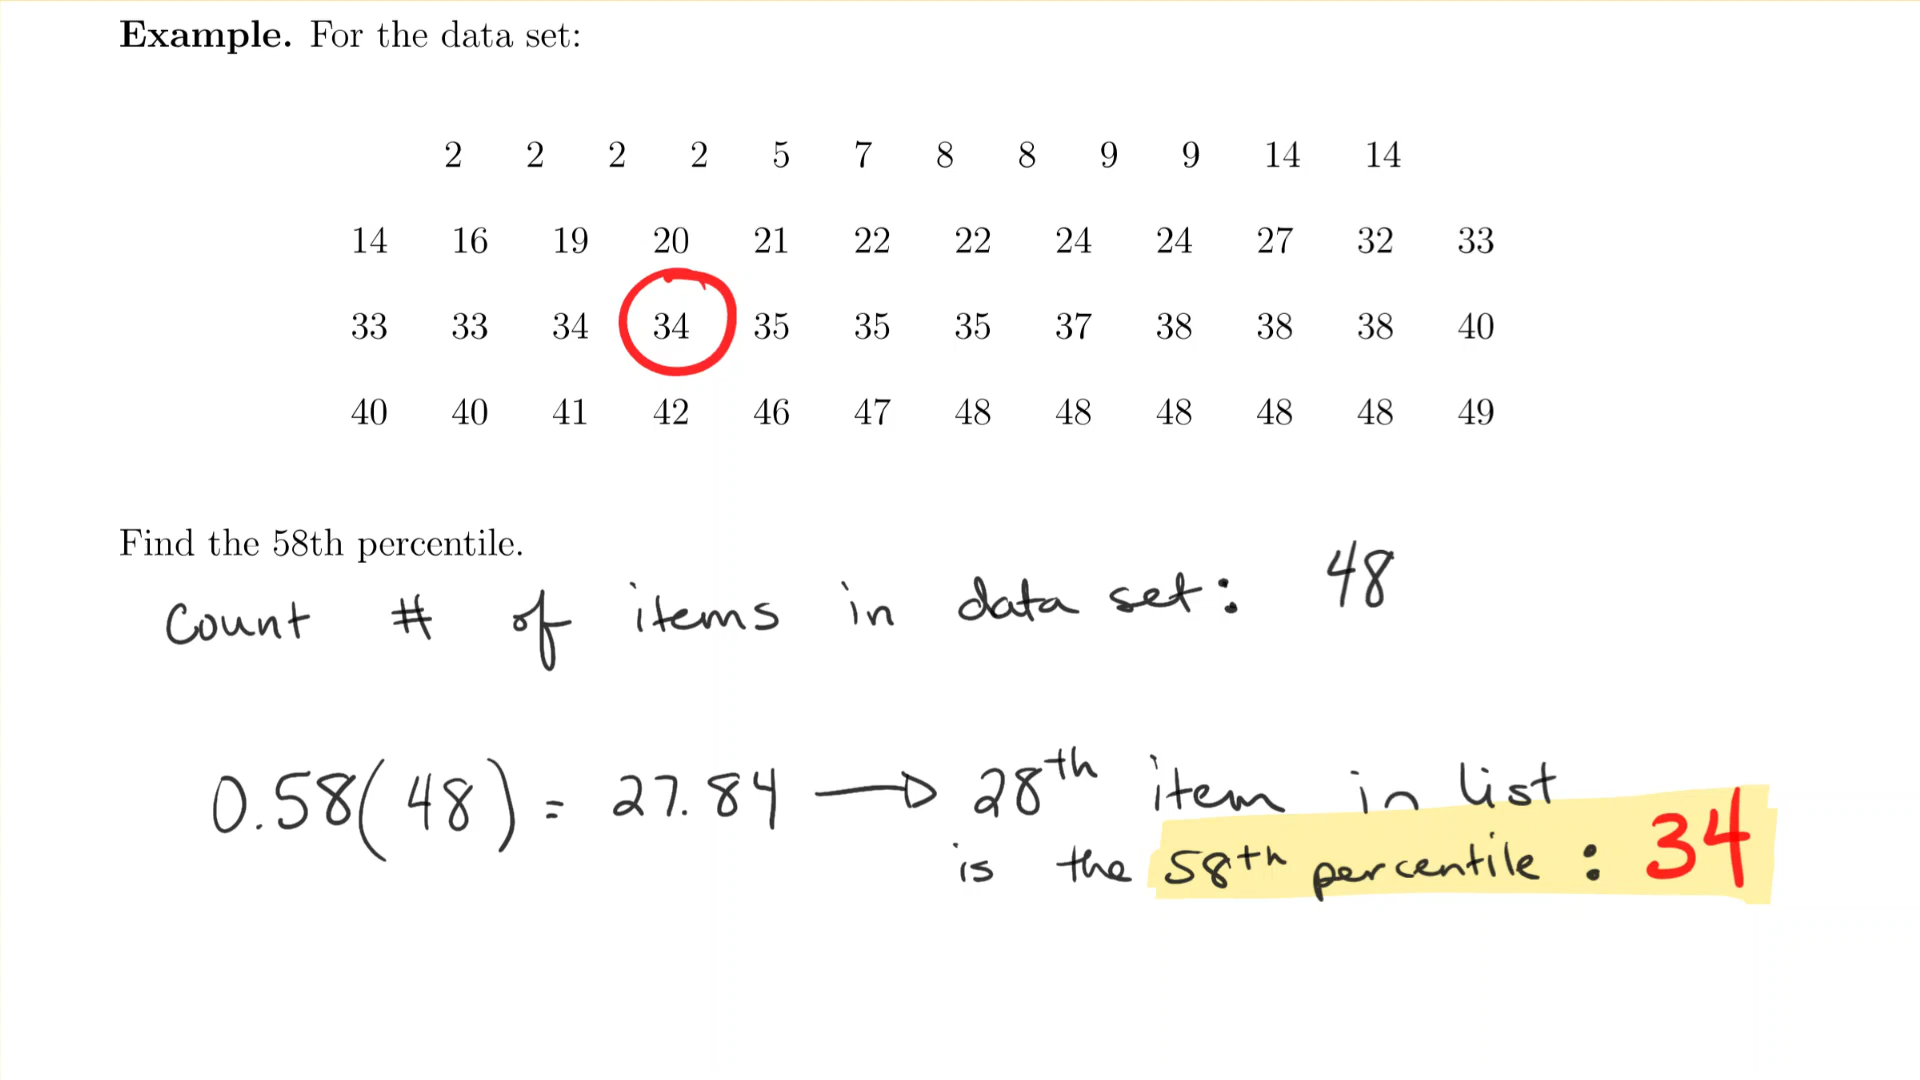 Example. For the data set:
2 2 2 2 5 7 8 8 9 9 14 14
14 16 19 20 21 22 22 24 24 27 32 33
33 33 34 34 35 35 35 37 38 38 38 40
40 40 41 42 46 47 48 48 48 48 48 49
Find the 58th percentile.
Count # of items in data set: 48
0.58(48) = 27.84 → 28th item in list
is the 58th percentile: 34